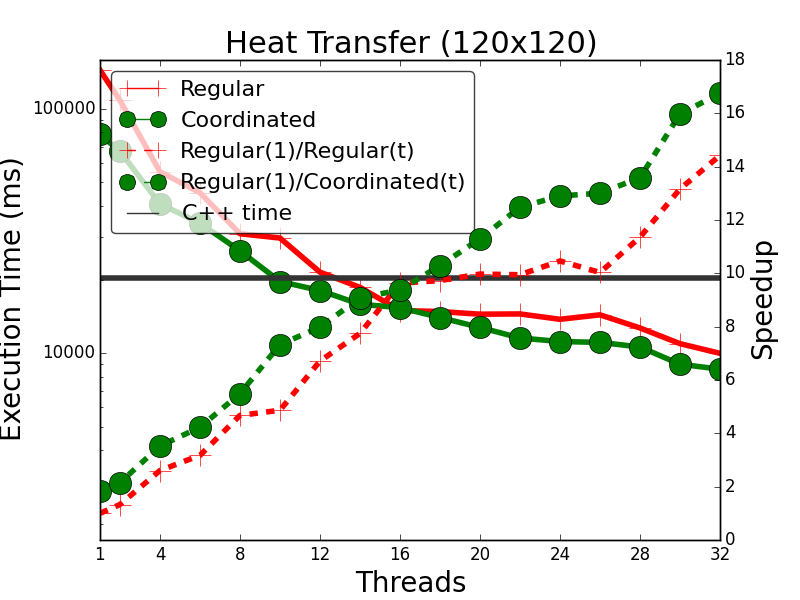 Heat Transfer (120x120)
Regular
Coordinated
Regular(1)/Regular(t)
Regular(1)/Coordinated(t)
C++ time
Execution Time (ms)
100000
10000
Speedup
18
16
14
12
10
8
6
4
2
0
1 4 8 12 16 20 24 28 32
Threads